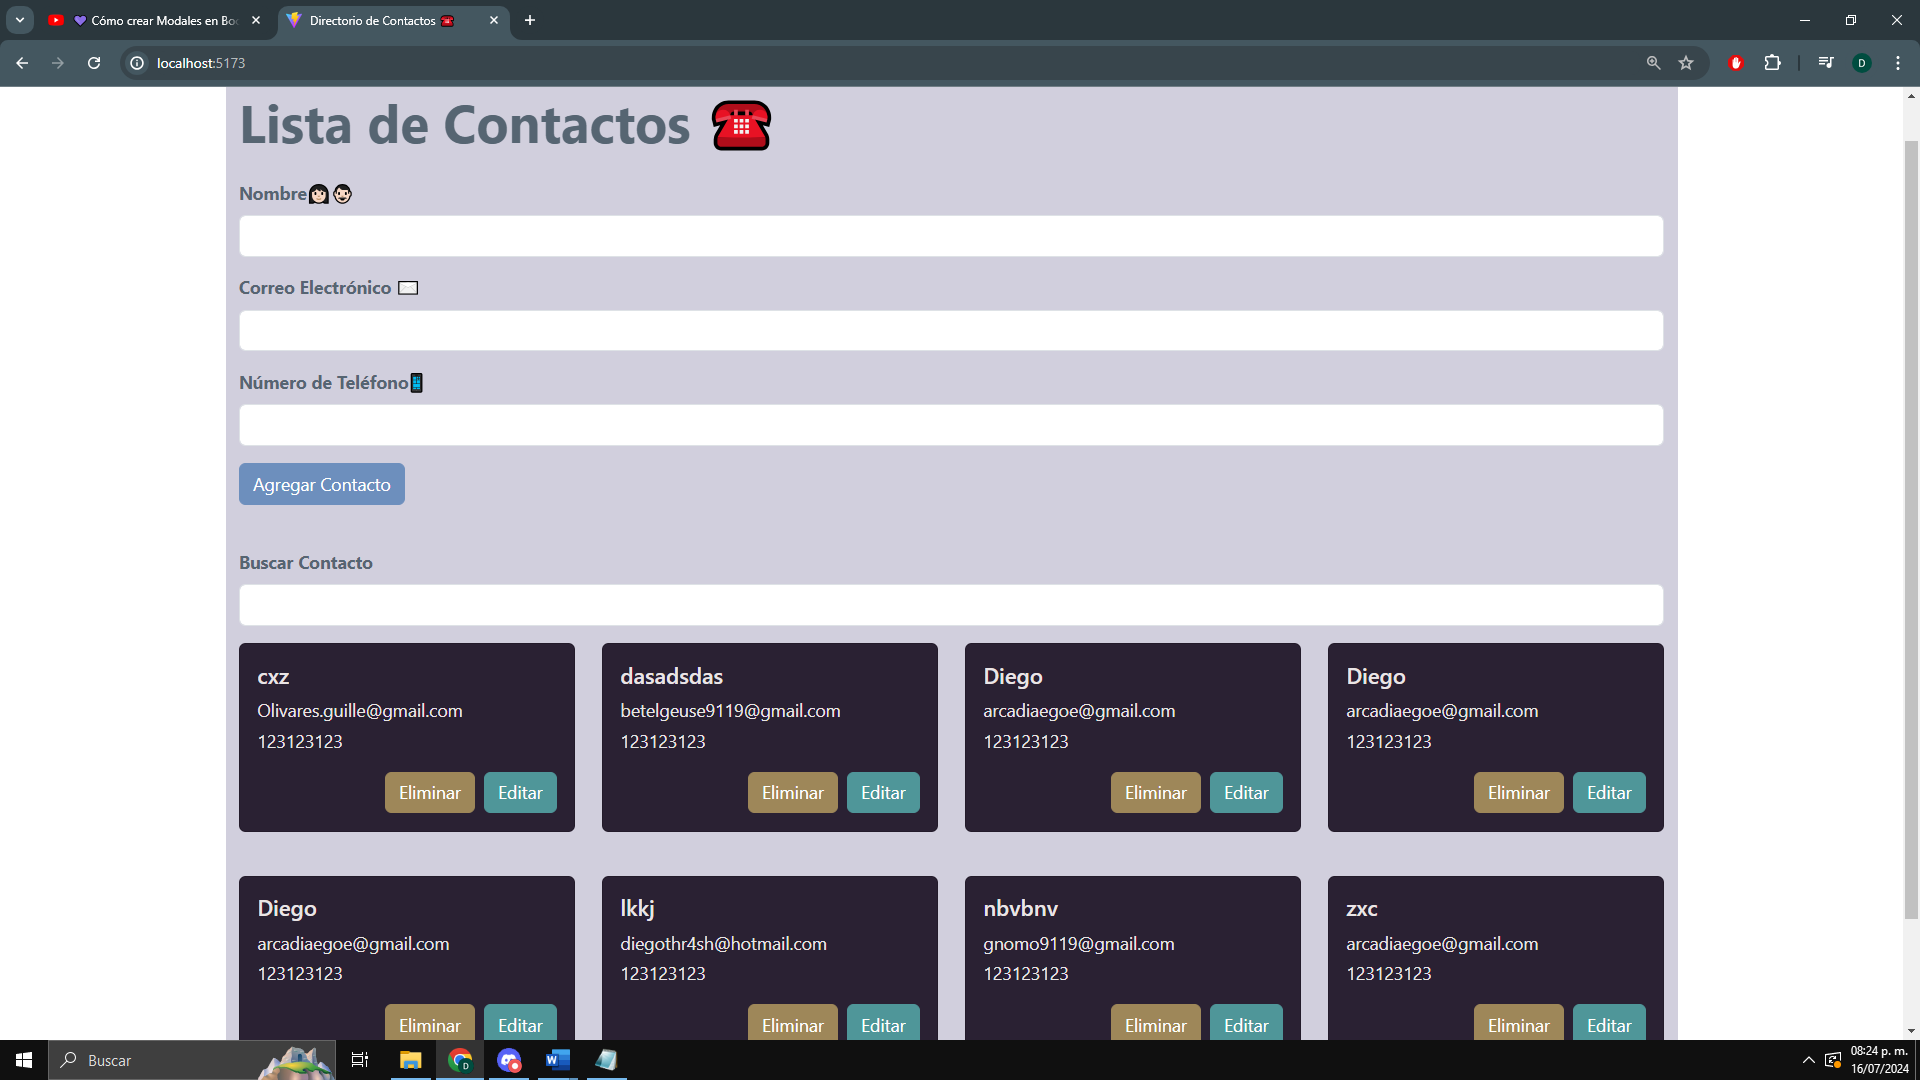 💜 Cómo crear Modales en Boo
Directorio de Contactos ☎️
localhost:5173
D
Lista de Contactos ☎️
Nombre👩🏻👨🏻
Correo Electrónico ✉️
Número de Teléfono📱
Agregar Contacto
Buscar Contacto
cxz
Olivares.guille@gmail.com
123123123
Eliminar Editar
dasadsdas
betelgeuse9119@gmail.com
123123123
Eliminar Editar
Diego
arcadiaegoe@gmail.com
123123123
Eliminar Editar
Diego
arcadiaegoe@gmail.com
123123123
Eliminar Editar
Diego
arcadiaegoe@gmail.com
123123123
Eliminar Editar
lkkj
diegothr4sh@hotmail.com
123123123
Eliminar Editar
nbvbnv
gnomo9119@gmail.com
123123123
Eliminar Editar
zxc
arcadiaegoe@gmail.com
123123123
Eliminar Editar
Buscar
08:24 p. m.
16/07/2024